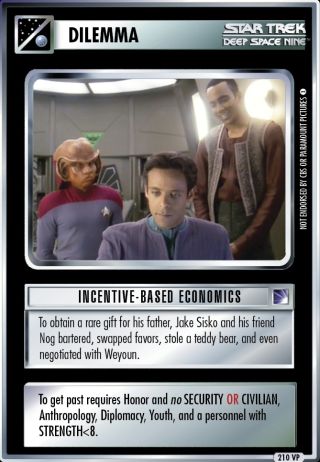 DILEMMA
STAR TREK
DEEP SPACE NINE
NOT ENDORSED BY CBS OR PARAMOUNT PICTURES
INCENTIVE-BASED ECONOMICS
To obtain a rare gift for his father, Jake Sisko and his friend
Nog bartered, swapped favors, stole a teddy bear, and even
negotiated with Weyoun.
To get past requires Honor and no SECURITY OR CIVILIAN,
Anthropology, Diplomacy, Youth, and a personnel with
STRENGTH<8.
210 VP